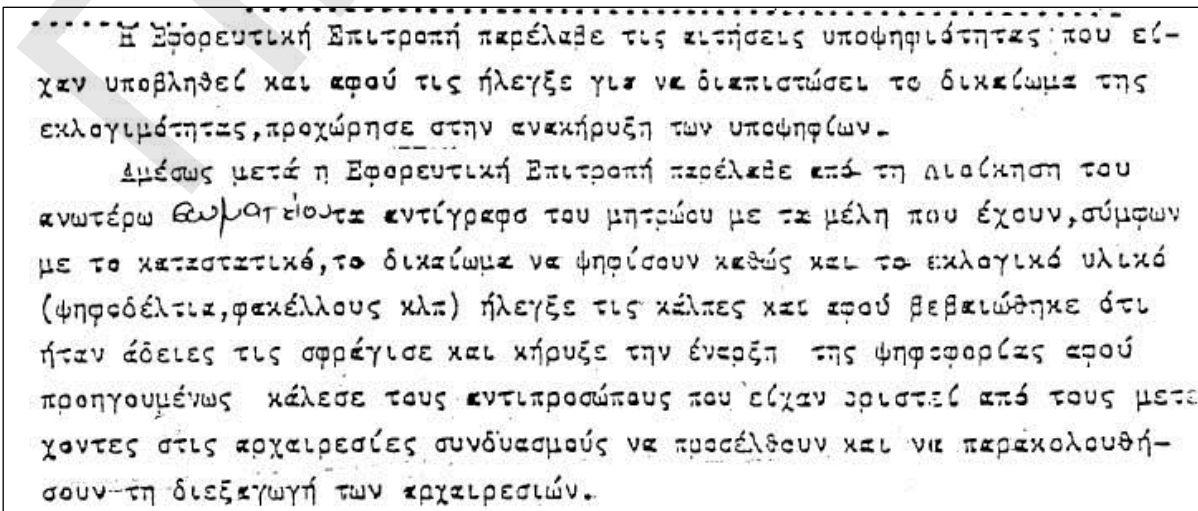 Η Εφορευτική Επιτροπή παρέλαβε τις αιτήσεις υποψηφιότητας που εί-
χαν υποβληθεί και αφού τις ήλεγξε για να διαπιστώσει το δικαίωμα της
εκλογιμότητας,προχώρησε στην ανακήρυξη των υποψηφίων.
Αμέσως μετά η Εφορευτική Επιτροπή παρέλαβε από τη Διοίκηση του
ανωτέρω Σωματείου τα αντίγραφο του μητρώου με τα μέλη που έχουν,σύμφων
με το καταστατικό,το δικαίωμα να ψηφίσουν καθώς και το εκλογικό υλικό
(ψηφοδέλτια,φακέλλους κλπ) ήλεγξε τις κάλπες και αφού βεβαιώθηκε ότι
ήταν άδειες τις σφράγισε και κήρυξε την έναρξη της ψηφοφορίας αφού
προηγουμένως κάλεσε τους αντιπροσώπους που είχαν οριστεί από τους μετε
χοντες στις αρχαιρεσίες συνδυασμούς να προσέλθουν και να παρακολουθή-
σουν τη διεξαγωγή των αρχαιρεσιών.